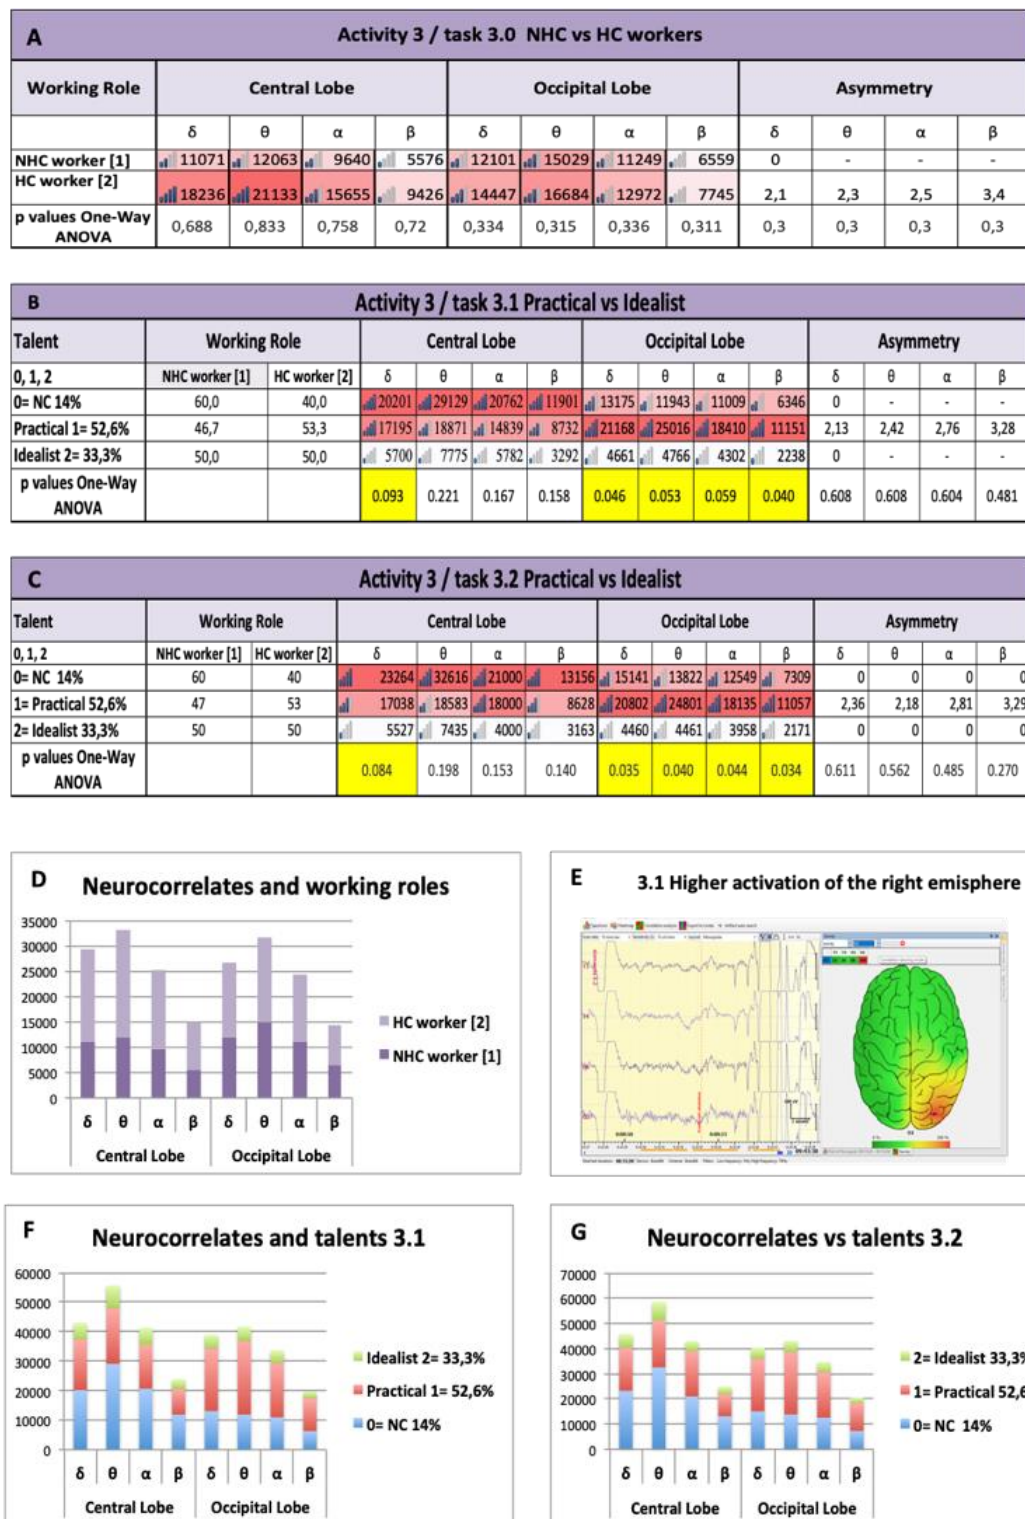 A Activity 3 / task 3.0 NHC vs HC workers
Working Role Central Lobe Occipital Lobe Asymmetry
δ θ α β δ θ α β δ θ α β
NHC worker [1] 11071 12063 9640 5576 12101 15029 11249 6559 0 - - -
HC worker [2] 18236 21133 15655 9426 14447 16684 12972 7745 2,1 2,3 2,5 3,4
p values One-Way ANOVA 0,688 0,833 0,758 0,72 0,334 0,315 0,336 0,311 0,3 0,3 0,3 0,3
B Activity 3 / task 3.1 Practical vs Idealist
Talent Working Role Central Lobe Occipital Lobe Asymmetry
0, 1, 2 NHC worker [1] HC worker [2] δ θ α β δ θ α β δ θ α β
0= NC 14% 60,0 40,0 20201 29129 20762 11901 13175 11943 11009 6346 0 - - -
Practical 1= 52,6% 46,7 53,3 17195 18871 14839 8732 21168 25016 18410 11151 2,13 2,42 2,76 3,28
Idealist 2= 33,3% 50,0 50,0 5700 7775 5782 3292 4661 4766 4302 2238 0 - - -
p values One-Way ANOVA 0.093 0.221 0.167 0.158 0.046 0.053 0.059 0.040 0.608 0.608 0.604 0.481
C Activity 3 / task 3.2 Practical vs Idealist
Talent Working Role Central Lobe Occipital Lobe Asymmetry
0, 1, 2 NHC worker [1] HC worker [2] δ θ α β δ θ α β δ θ α β
0= NC 14% 60 40 23264 32616 21000 13156 15141 13822 12549 7309 0 0 0 0
1= Practical 52,6% 47 53 17038 18583 18000 8628 20802 24801 18135 11057 2,36 2,18 2,81 3,29
2= Idealist 33,3% 50 50 5527 7435 4000 3163 4460 4461 3958 2171 0 0 0 0
p values One-Way ANOVA 0.084 0.198 0.153 0.140 0.035 0.040 0.044 0.034 0.611 0.562 0.485 0.270
D Neurocorrelates and working roles
35000
30000
25000
20000
15000
10000
5000
0
δ θ α β δ θ α β
Central Lobe Occipital Lobe
HC worker [2]
NHC worker [1]
E 3.1 Higher activation of the right emisphere
F Neurocorrelates and talents 3.1
60000
50000
40000
30000
20000
10000
0
δ θ α β δ θ α β
Central Lobe Occipital Lobe
Idealist 2= 33,3%
Practical 1= 52,6%
0= NC 14%
G Neurocorrelates vs talents 3.2
70000
60000
50000
40000
30000
20000
10000
0
δ θ α β δ θ α β
Central Lobe Occipital Lobe
2= Idealist 33,3%
1= Practical 52,6
0= NC 14%